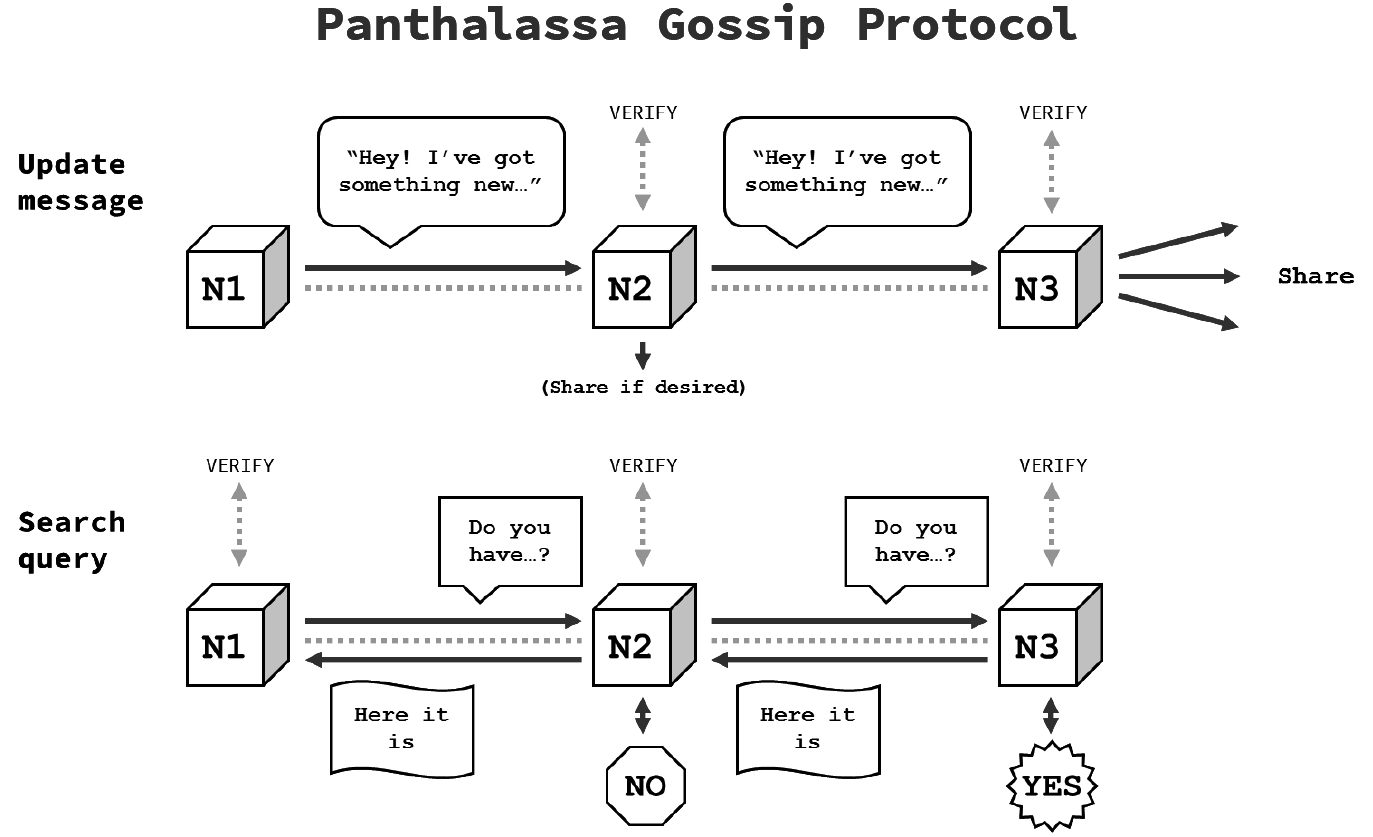 Panthalassa Gossip Protocol
Update
message
“Hey! I’ve got
something new…”
VERIFY
“Hey! I’ve got
something new…”
VERIFY
N1
N2
N3
Share
(Share if desired)
Search
query
VERIFY
VERIFY
VERIFY
Do you
have…?
Do you
have…?
N1
N2
N3
Here it
is
Here it
is
NO
YES